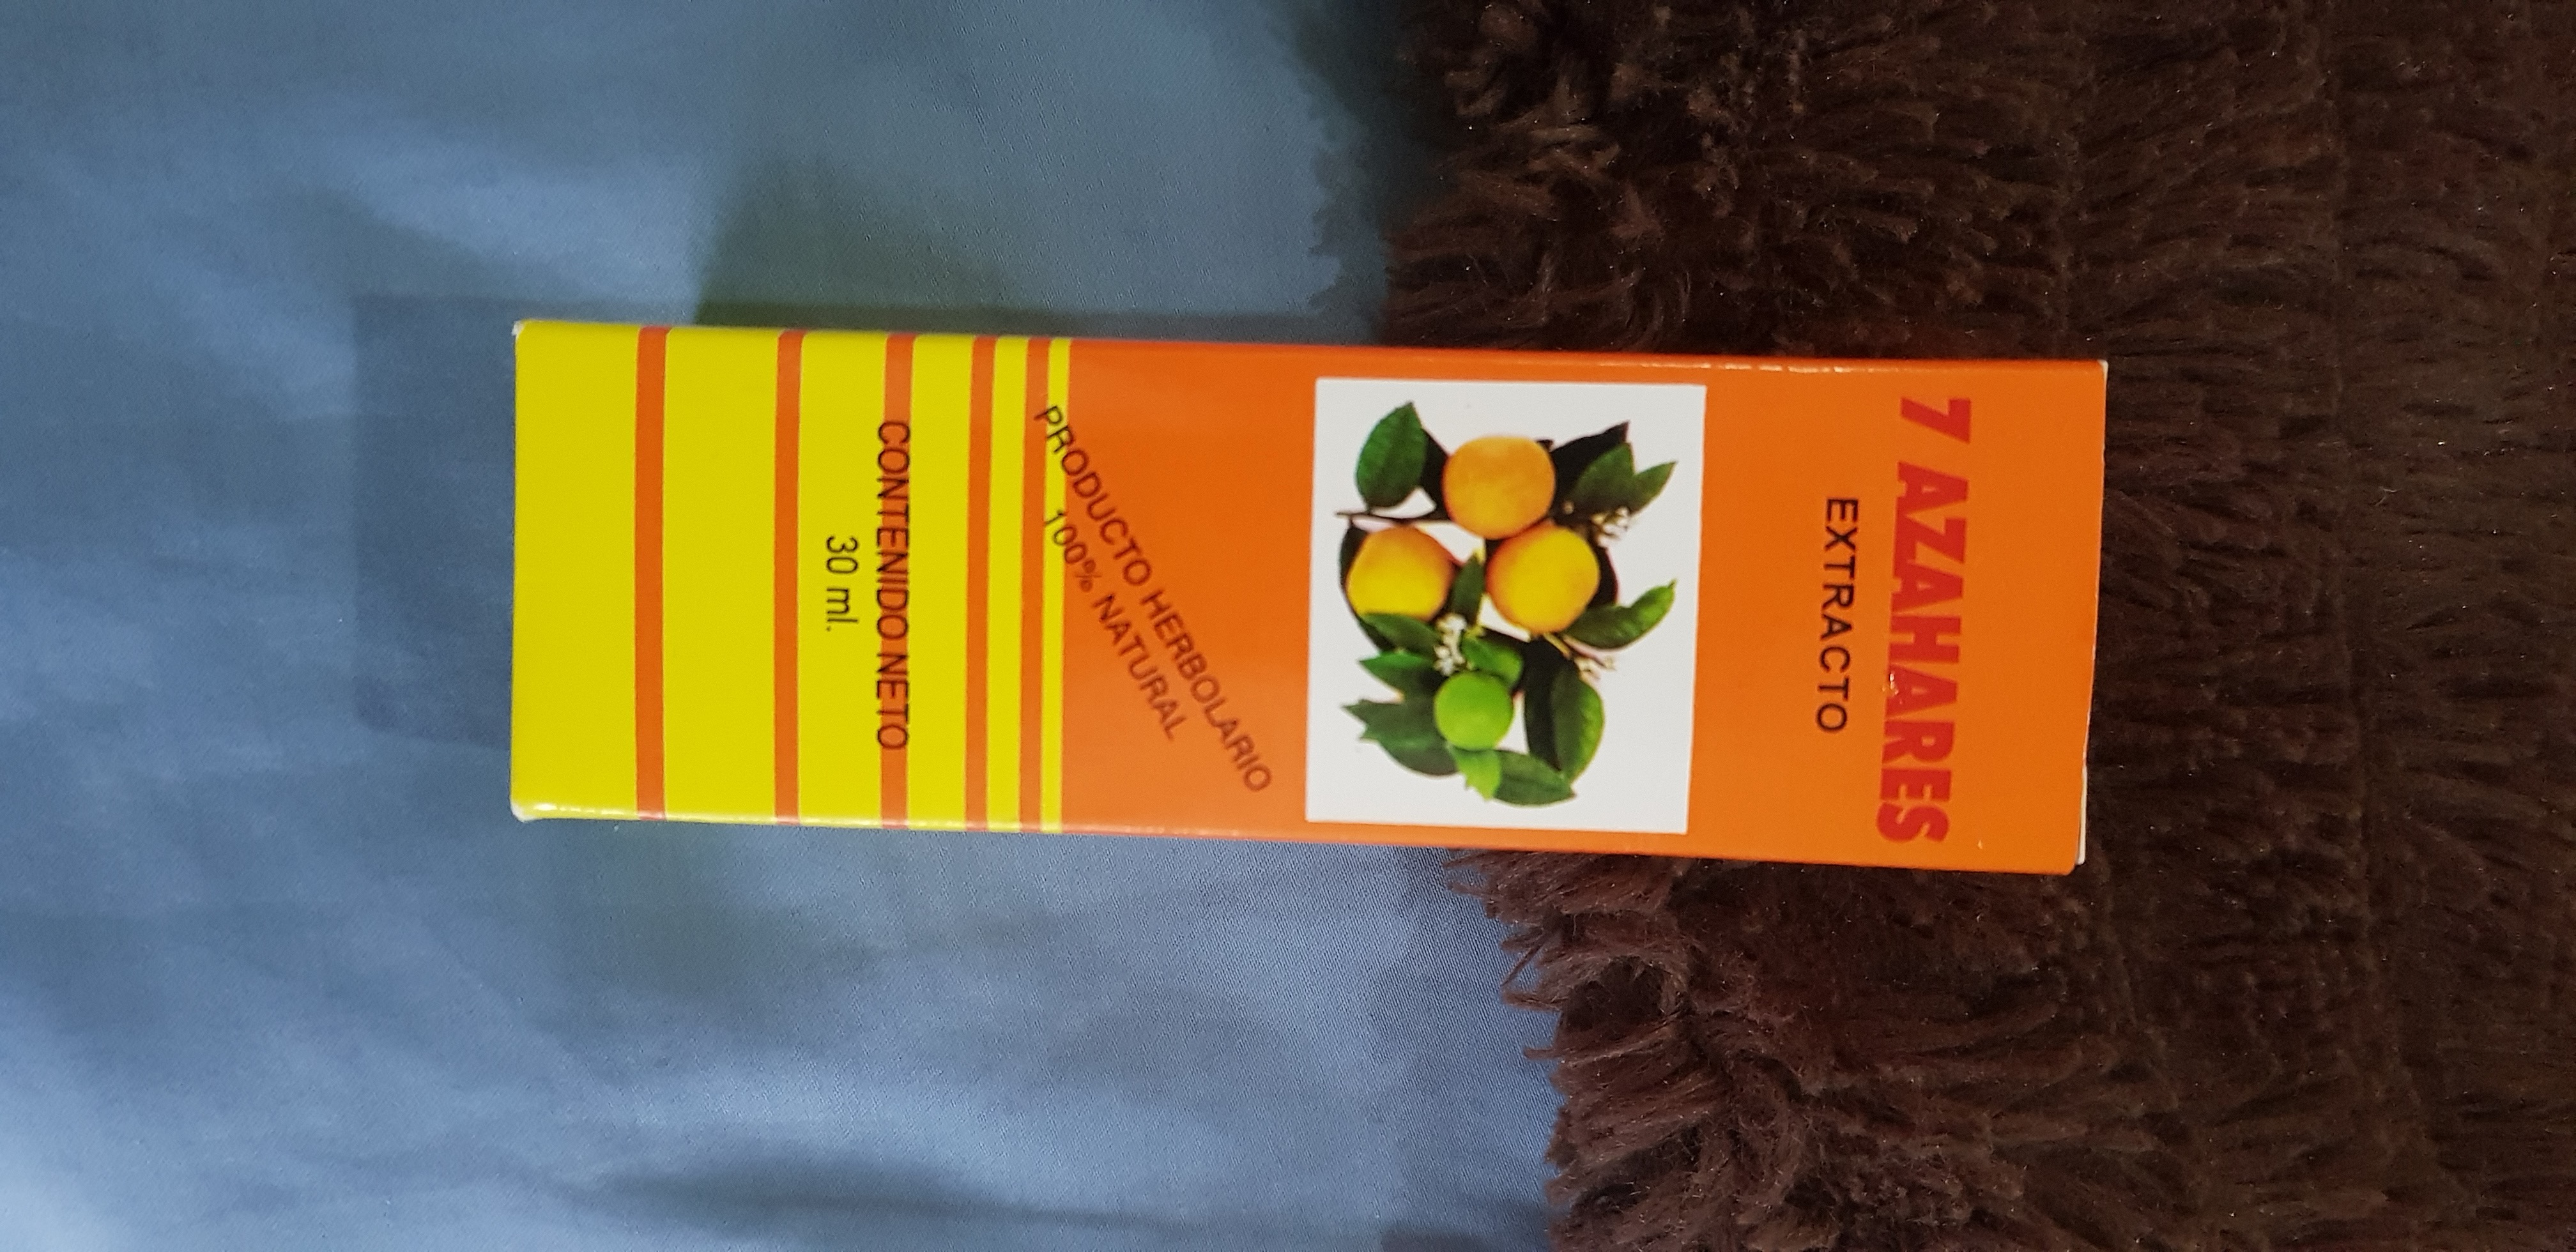 7 AZAHARES
EXTRACTO
PRODUCTO HERBOLARIO
100% NATURAL
CONTENIDO NETO
30 ml.